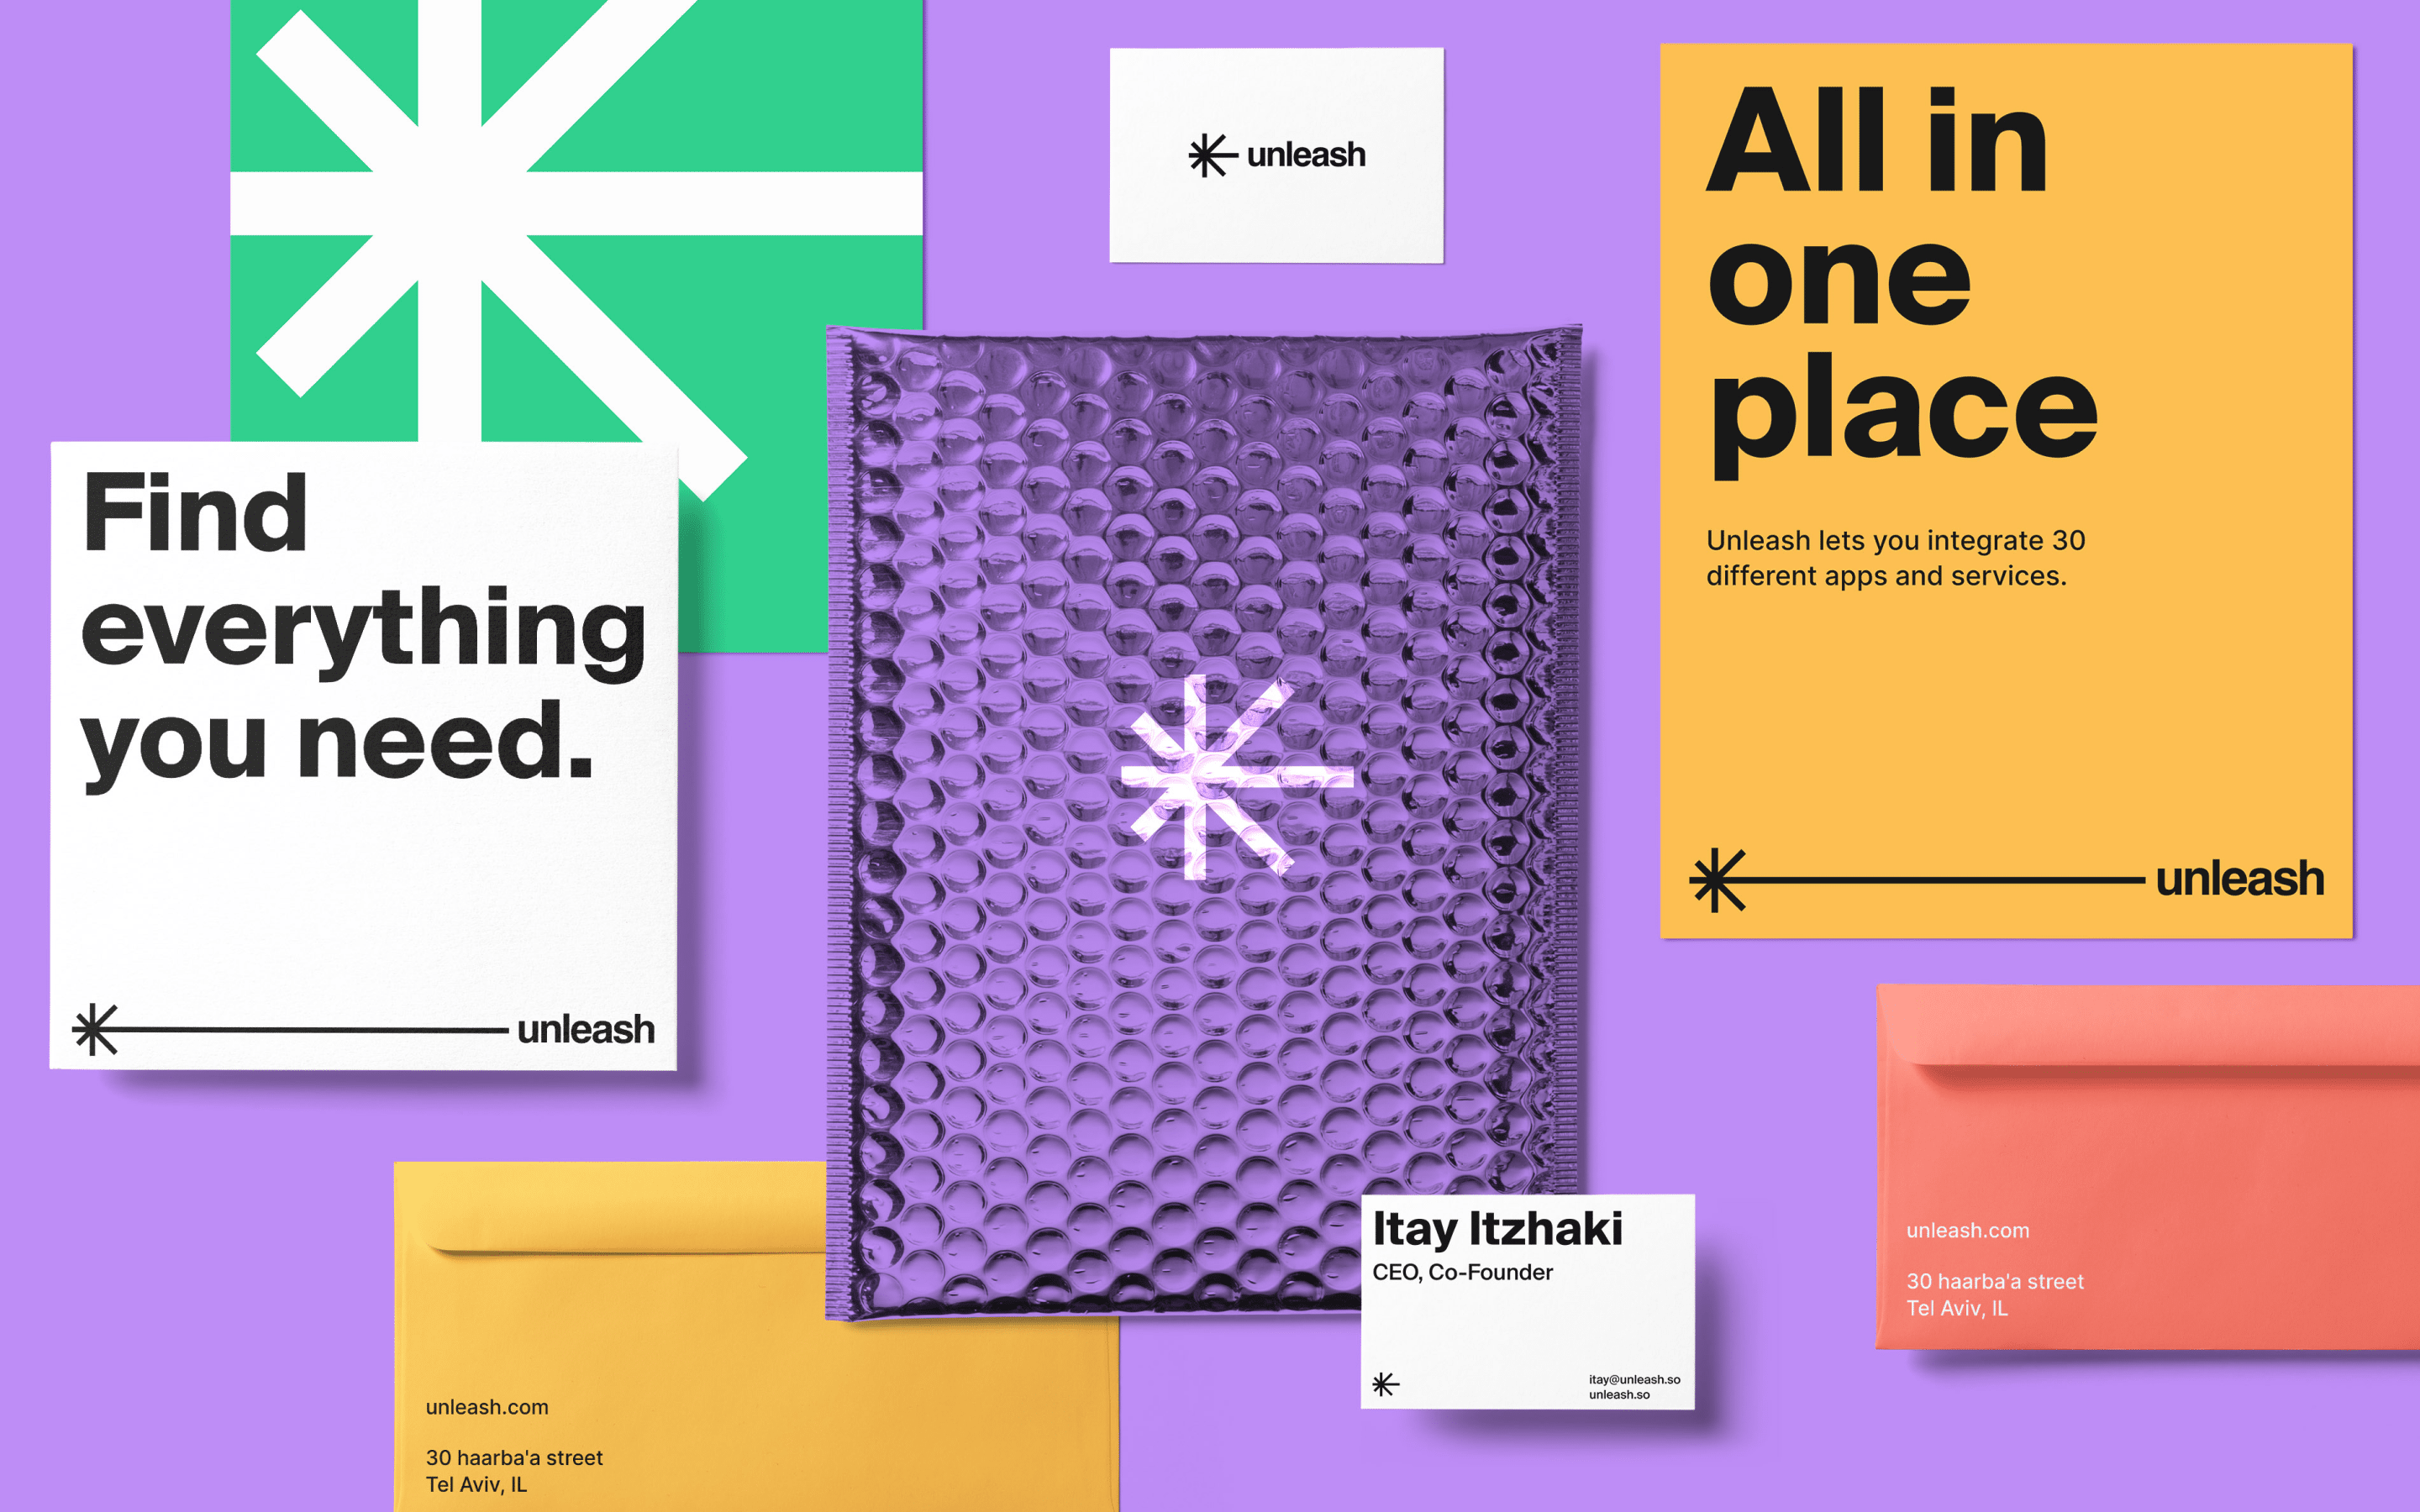 unleash
All in
one
place
Unleash lets you integrate 30
different apps and services.
unleash
Find
everything
you need.
unleash
Itay Itzhaki
CEO, Co-Founder
itay@unleash.so
unleash.so
unleash.com
30 haarba'a street
Tel Aviv, IL
unleash.com
30 haarba'a street
Tel Aviv, IL